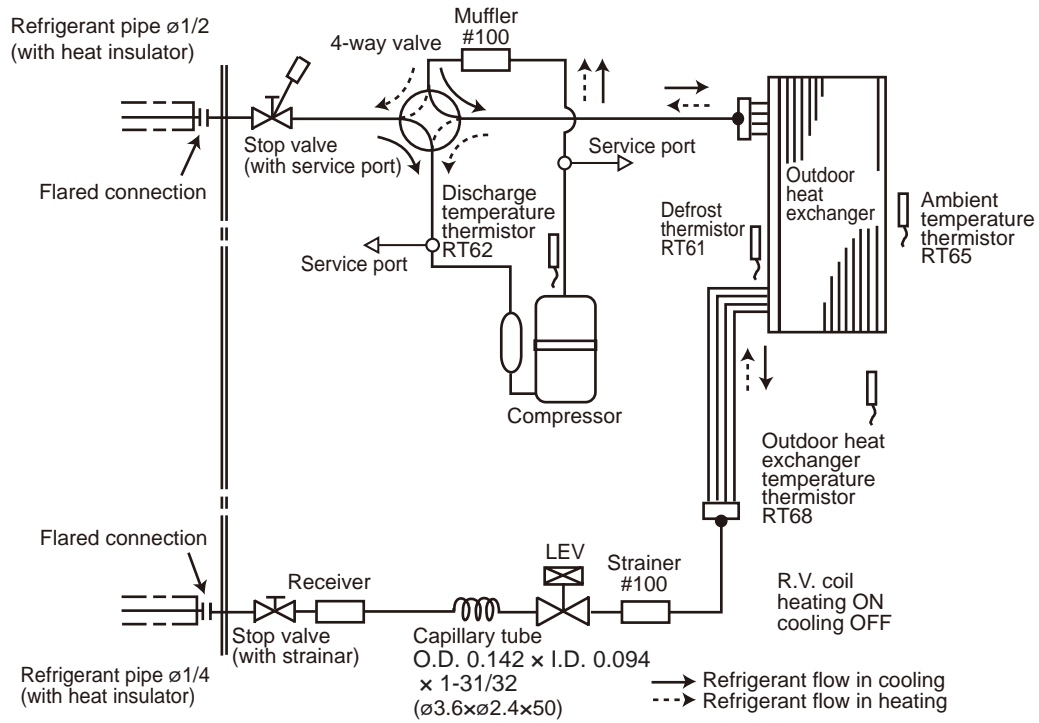 Refrigerant pipe ø1/2
(with heat insulator)
Muffler
#100
4-way valve
Stop valve
(with service port)
Flared connection
Service port
Discharge
temperature
thermistor
RT62
Service port
Compressor
Outdoor
heat
exchanger
Defrost
thermistor
RT61
Ambient
temperature
thermistor
RT65
Outdoor heat
exchanger
temperature
thermistor
RT68
Flared connection
Receiver
LEV
Strainer
#100
R.V. coil
heating ON
cooling OFF
Stop valve
(with strainar)
Capillary tube
O.D. 0.142 × I.D. 0.094
× 1-31/32
(ø3.6×ø2.4×50)
Refrigerant pipe ø1/4
(with heat insulator)
Refrigerant flow in cooling
Refrigerant flow in heating